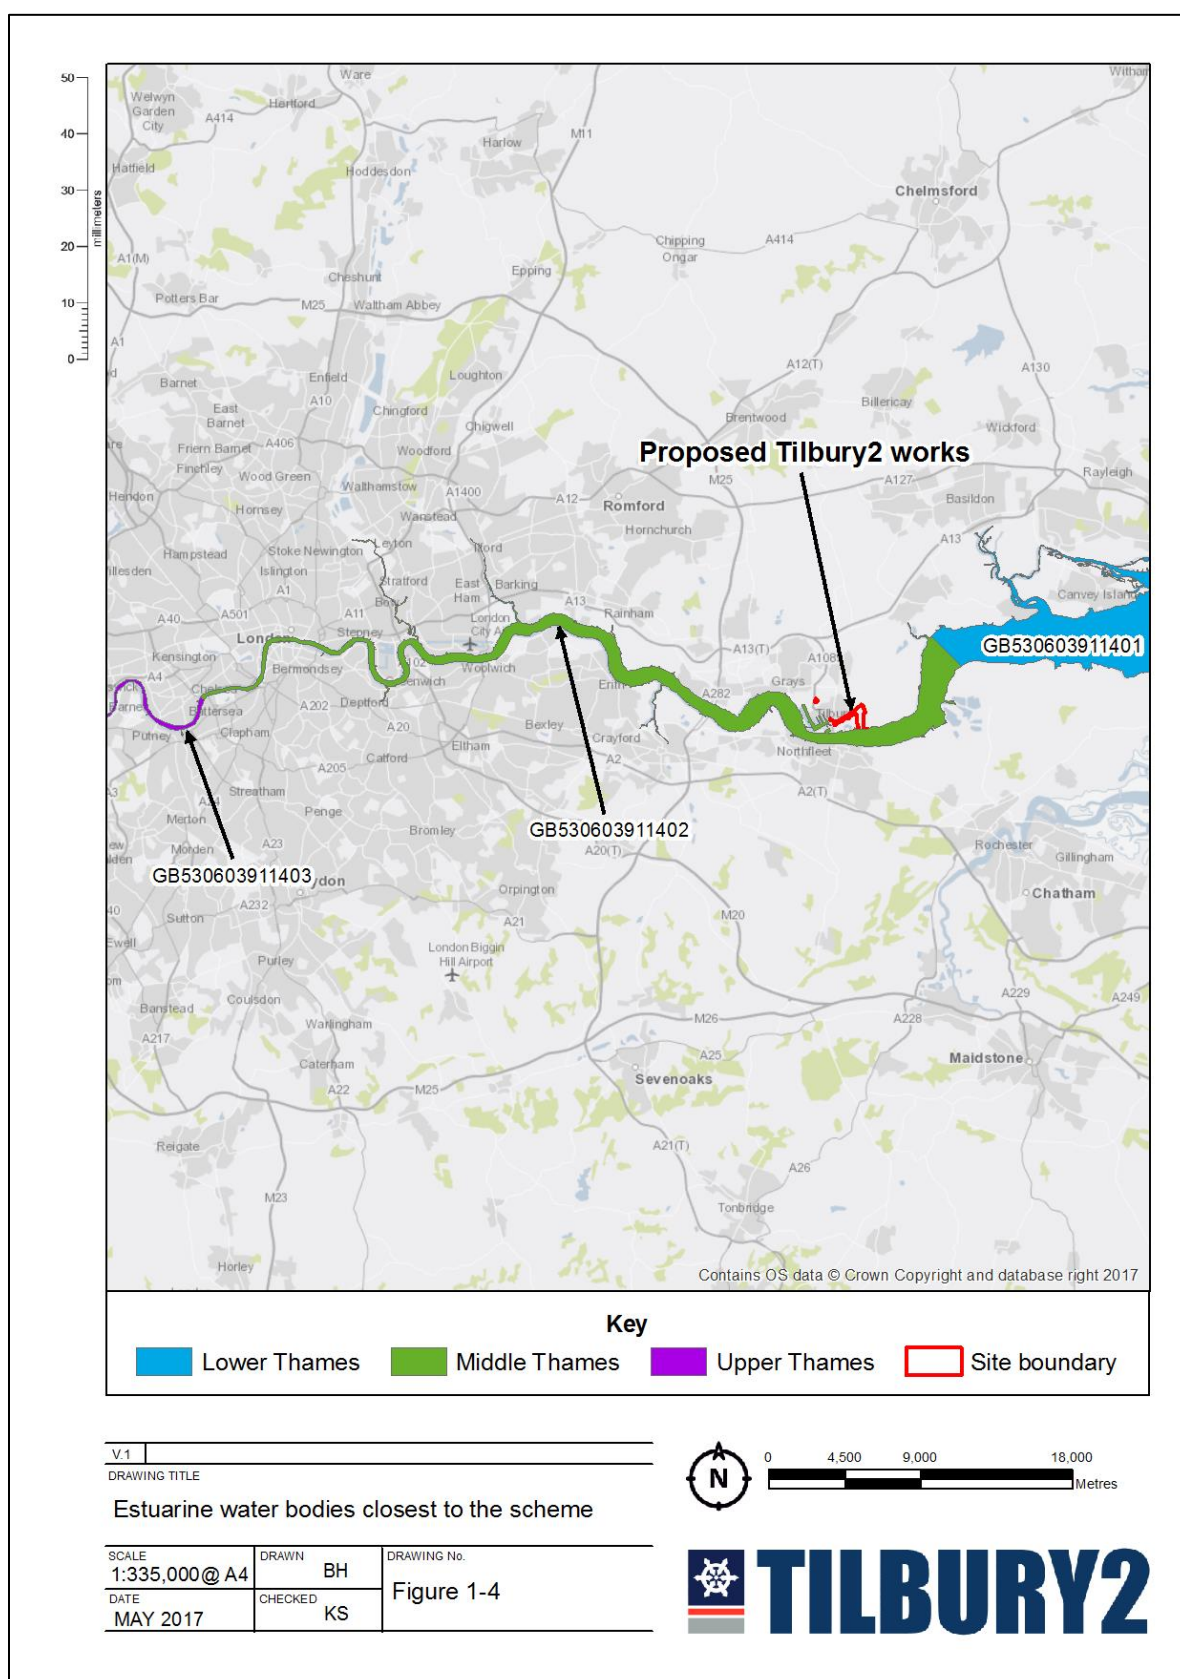 50
40
30
20
10
0
millimeters
Ware
Witham
Welwyn
Garden
City
Hertford
A414
M11
Harlow
Hatfield
Hoddesdon
Chelmsford
Chipping
Ongar
A414
A1(M)
Epping
Cheshunt
Potters Bar
M25
Waltham Abbey
A1
A12(T)
A130
Barnet
Enfield
Loughton
A10
East
Barnet
Chingford
Chigwell
Brentwood
Billericay
Wickford
Friern Barnet
A406
Woodford
Proposed Tilbury2 works
Finchley
Wood Green
Walthamstow
A1400
A12
M25
A127
Rayleigh
Hendon
Hornsey
Wanstead
Romford
Basildon
Hornchurch
Leyton
Ilford
A13
Hampstead
Stoke Newington
Islington
Stratford
East
Ham
Barking
A1
Bow
A13
Rainham
Canvey Island
A40
A501
A11
London
City A
London
Stepney
GB530603911401
Kensington
A13(T)
A108
A4
Bermondsey
A102
Woolwich
Chelsea
Grays
Erith
A282
Barnes
Battersea
A202
Deptford
Tilbury
Putney
Clapham
A20
Bexley
Crayford
Northfleet
Eltham
Catford
A205
A2
A3
A24
Streatham
A2(T)
Penge
Merton
Bromley
GB530603911402
A23
Morden
A20(T)
Rochester
Gillingham
GB530603911403
ydon
Orpington
Chatham
A232
Sutton
A21
M20
Ewell
London Biggin
Hill Airport
Purley
Banstead
Coulsdon
A229
A249
A217
Warlingham
M26
A228
A25
Maidstone
Caterham
Sevenoaks
A22
M25
Reigate
A21(T)
A26
M23
Tonbridge
Horley
Contains OS data © Crown Copyright and database right 2017
Key
Lower Thames
Middle Thames
Upper Thames
Site boundary
V.1
DRAWING TITLE
Estuarine water bodies closest to the scheme
SCALE
1:335,000@ A4
DRAWN
BH
DRAWING No.
Figure 1-4
DATE
MAY 2017
CHECKED
KS
N
0 4,500 9,000 18,000
Metres
TILBURY2